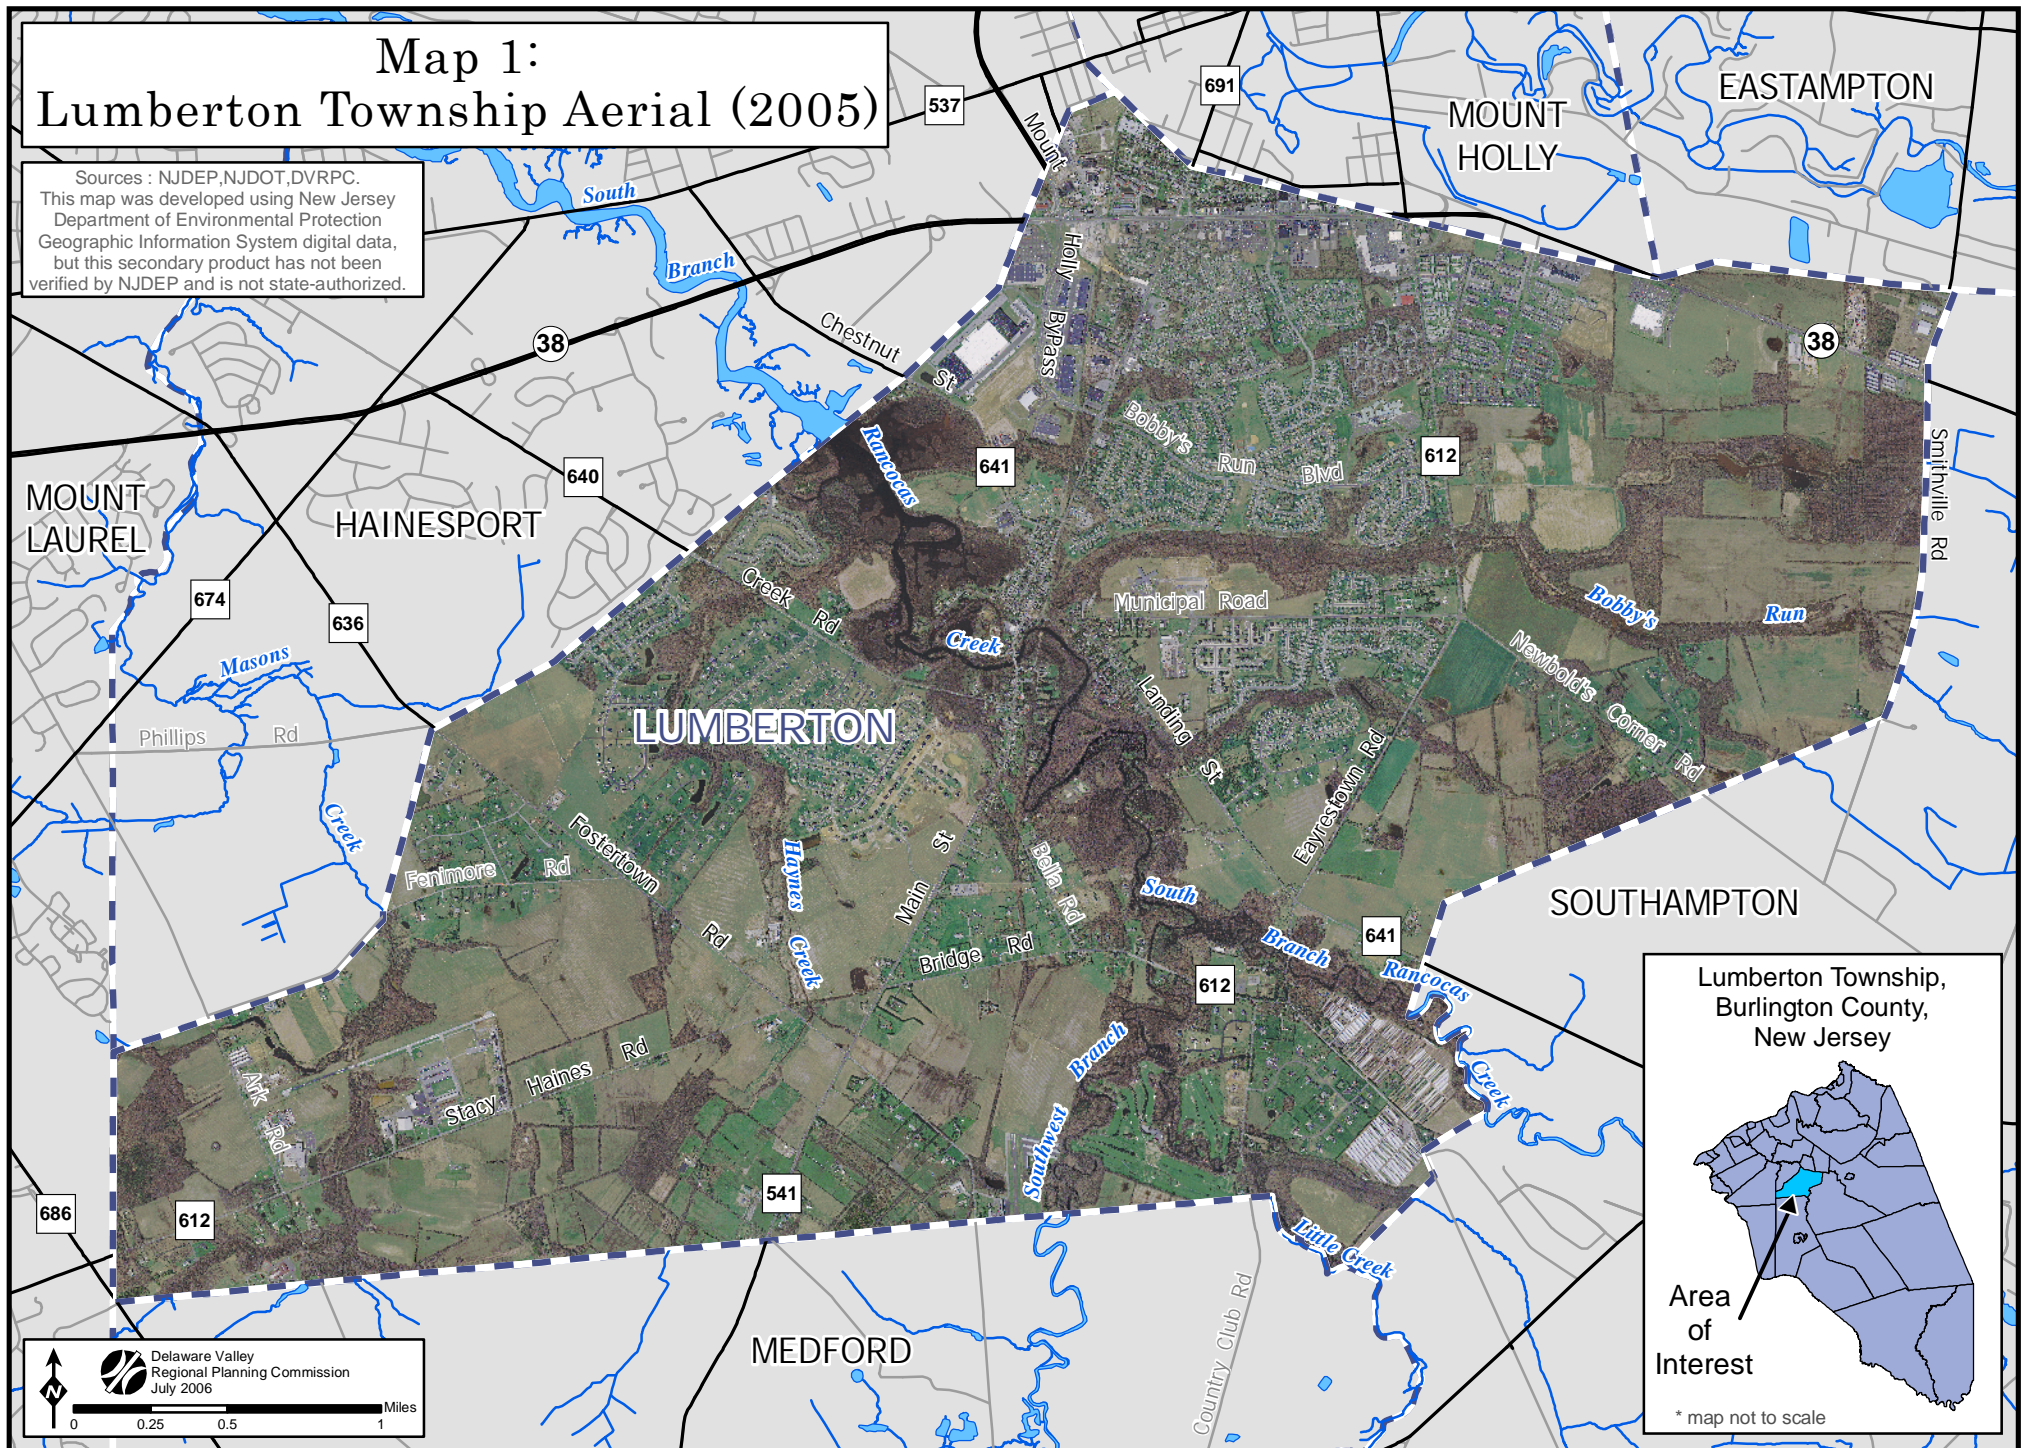 Map 1:
Lumberton Township Aerial (2005)
Sources : NJDEP,NJDOT,DVRPC.
This map was developed using New Jersey
Department of Environmental Protection
Geographic Information System digital data,
but this secondary product has not been
verified by NJDEP and is not state-authorized.
537
691
MOUNT
HOLLY
EASTAMPTON
Mount
Holly
ByPass
South
Branch
Rancocas
Creek
38
38
Chestnut
St
641
612
Bobby's
Run
Blvd
Smithville Rd
MOUNT
LAUREL
HAINESPORT
640
674
636
Creek
Rd
Municipal Road
Bobby's
Run
Masons
Creek
Phillips
Rd
LUMBERTON
Landing
St
Newbold's
Corner
Rd
Eayrestown Rd
Fostertown
Rd
Fenimore
Rd
Haynes
Creek
Main
St
Bella Rd
Bridge
Rd
South
Branch
Rancocas
Creek
641
612
SOUTHAMPTON
Ark
Rd
Stacy
Haines
Rd
Southwest
Branch
541
612
686
Little Creek
Country Club Rd
MEDFORD
Lumberton Township,
Burlington County,
New Jersey
Area
of
Interest
* map not to scale
N
Delaware Valley
Regional Planning Commission
July 2006
Miles
0
0.25
0.5
1